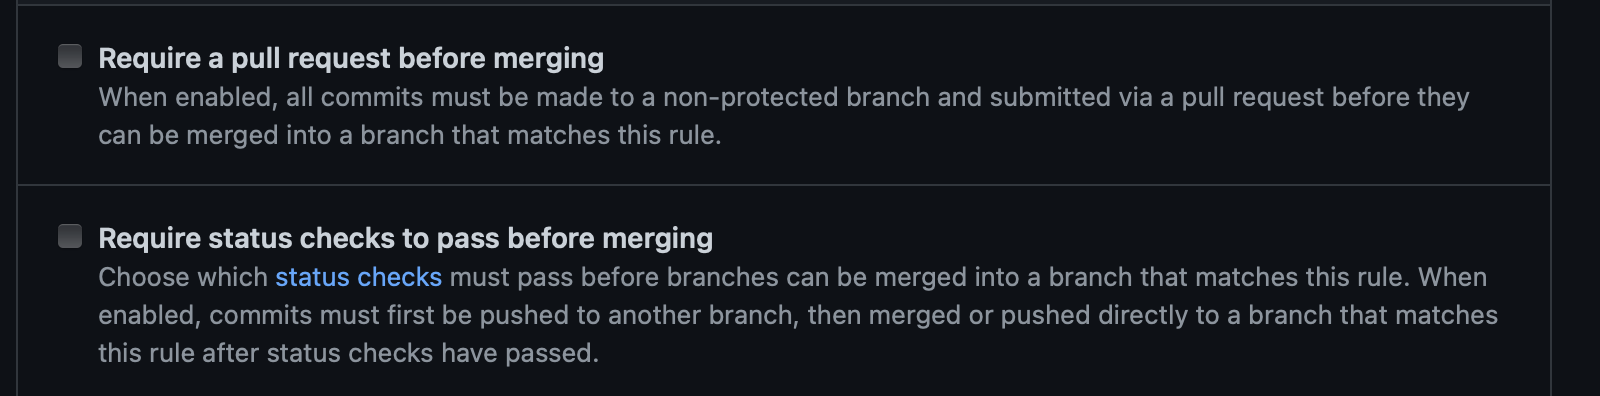 Require a pull request before merging
When enabled, all commits must be made to a non-protected branch and submitted via a pull request before they
can be merged into a branch that matches this rule.
Require status checks to pass before merging
Choose which status checks must pass before branches can be merged into a branch that matches this rule. When
enabled, commits must first be pushed to another branch, then merged or pushed directly to a branch that matches
this rule after status checks have passed.